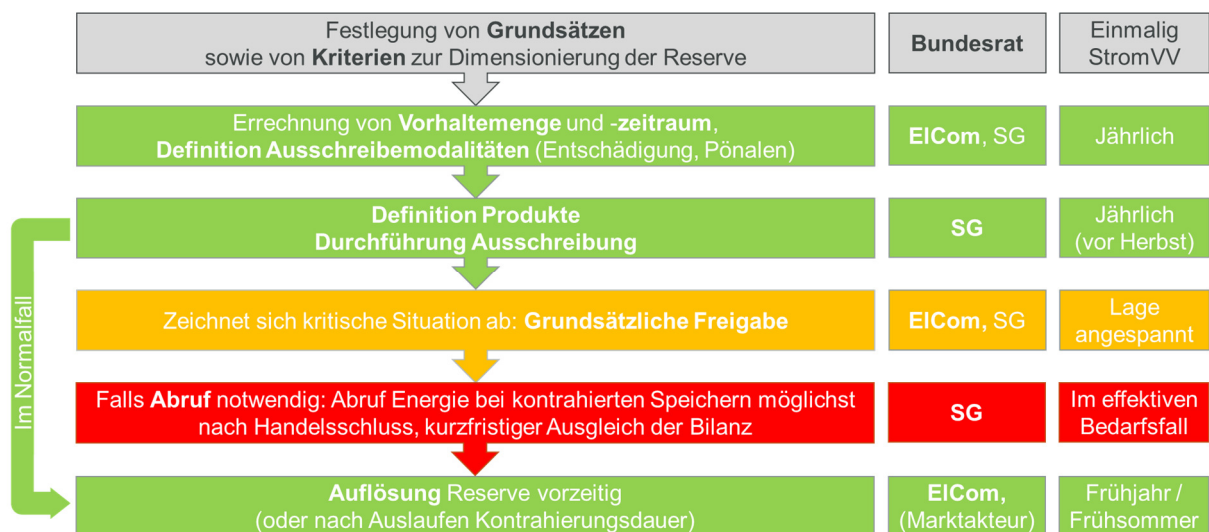 Festlegung von Grundsätzen
sowie von Kriterien zur Dimensionierung der Reserve
Bundesrat
Einmalig
StromVV
Errechnung von Vorhaltemenge und -zeitraum,
Definition Ausschreibemodalitäten (Entschädigung, Pönalen)
ElCom, SG
Jährlich
Definition Produkte
Durchführung Ausschreibung
SG
Jährlich
(vor Herbst)
Im Normalfall
Zeichnet sich kritische Situation ab: Grundsätzliche Freigabe
ElCom, SG
Lage
angespannt
Falls Abruf notwendig: Abruf Energie bei kontrahierten Speichern möglichst
nach Handelsschluss, kurzfristiger Ausgleich der Bilanz
SG
Im effektiven
Bedarfsfall
Auflösung Reserve vorzeitig
(oder nach Auslaufen Kontrahierungsdauer)
ElCom,
(Marktakteur)
Frühjahr /
Frühsommer